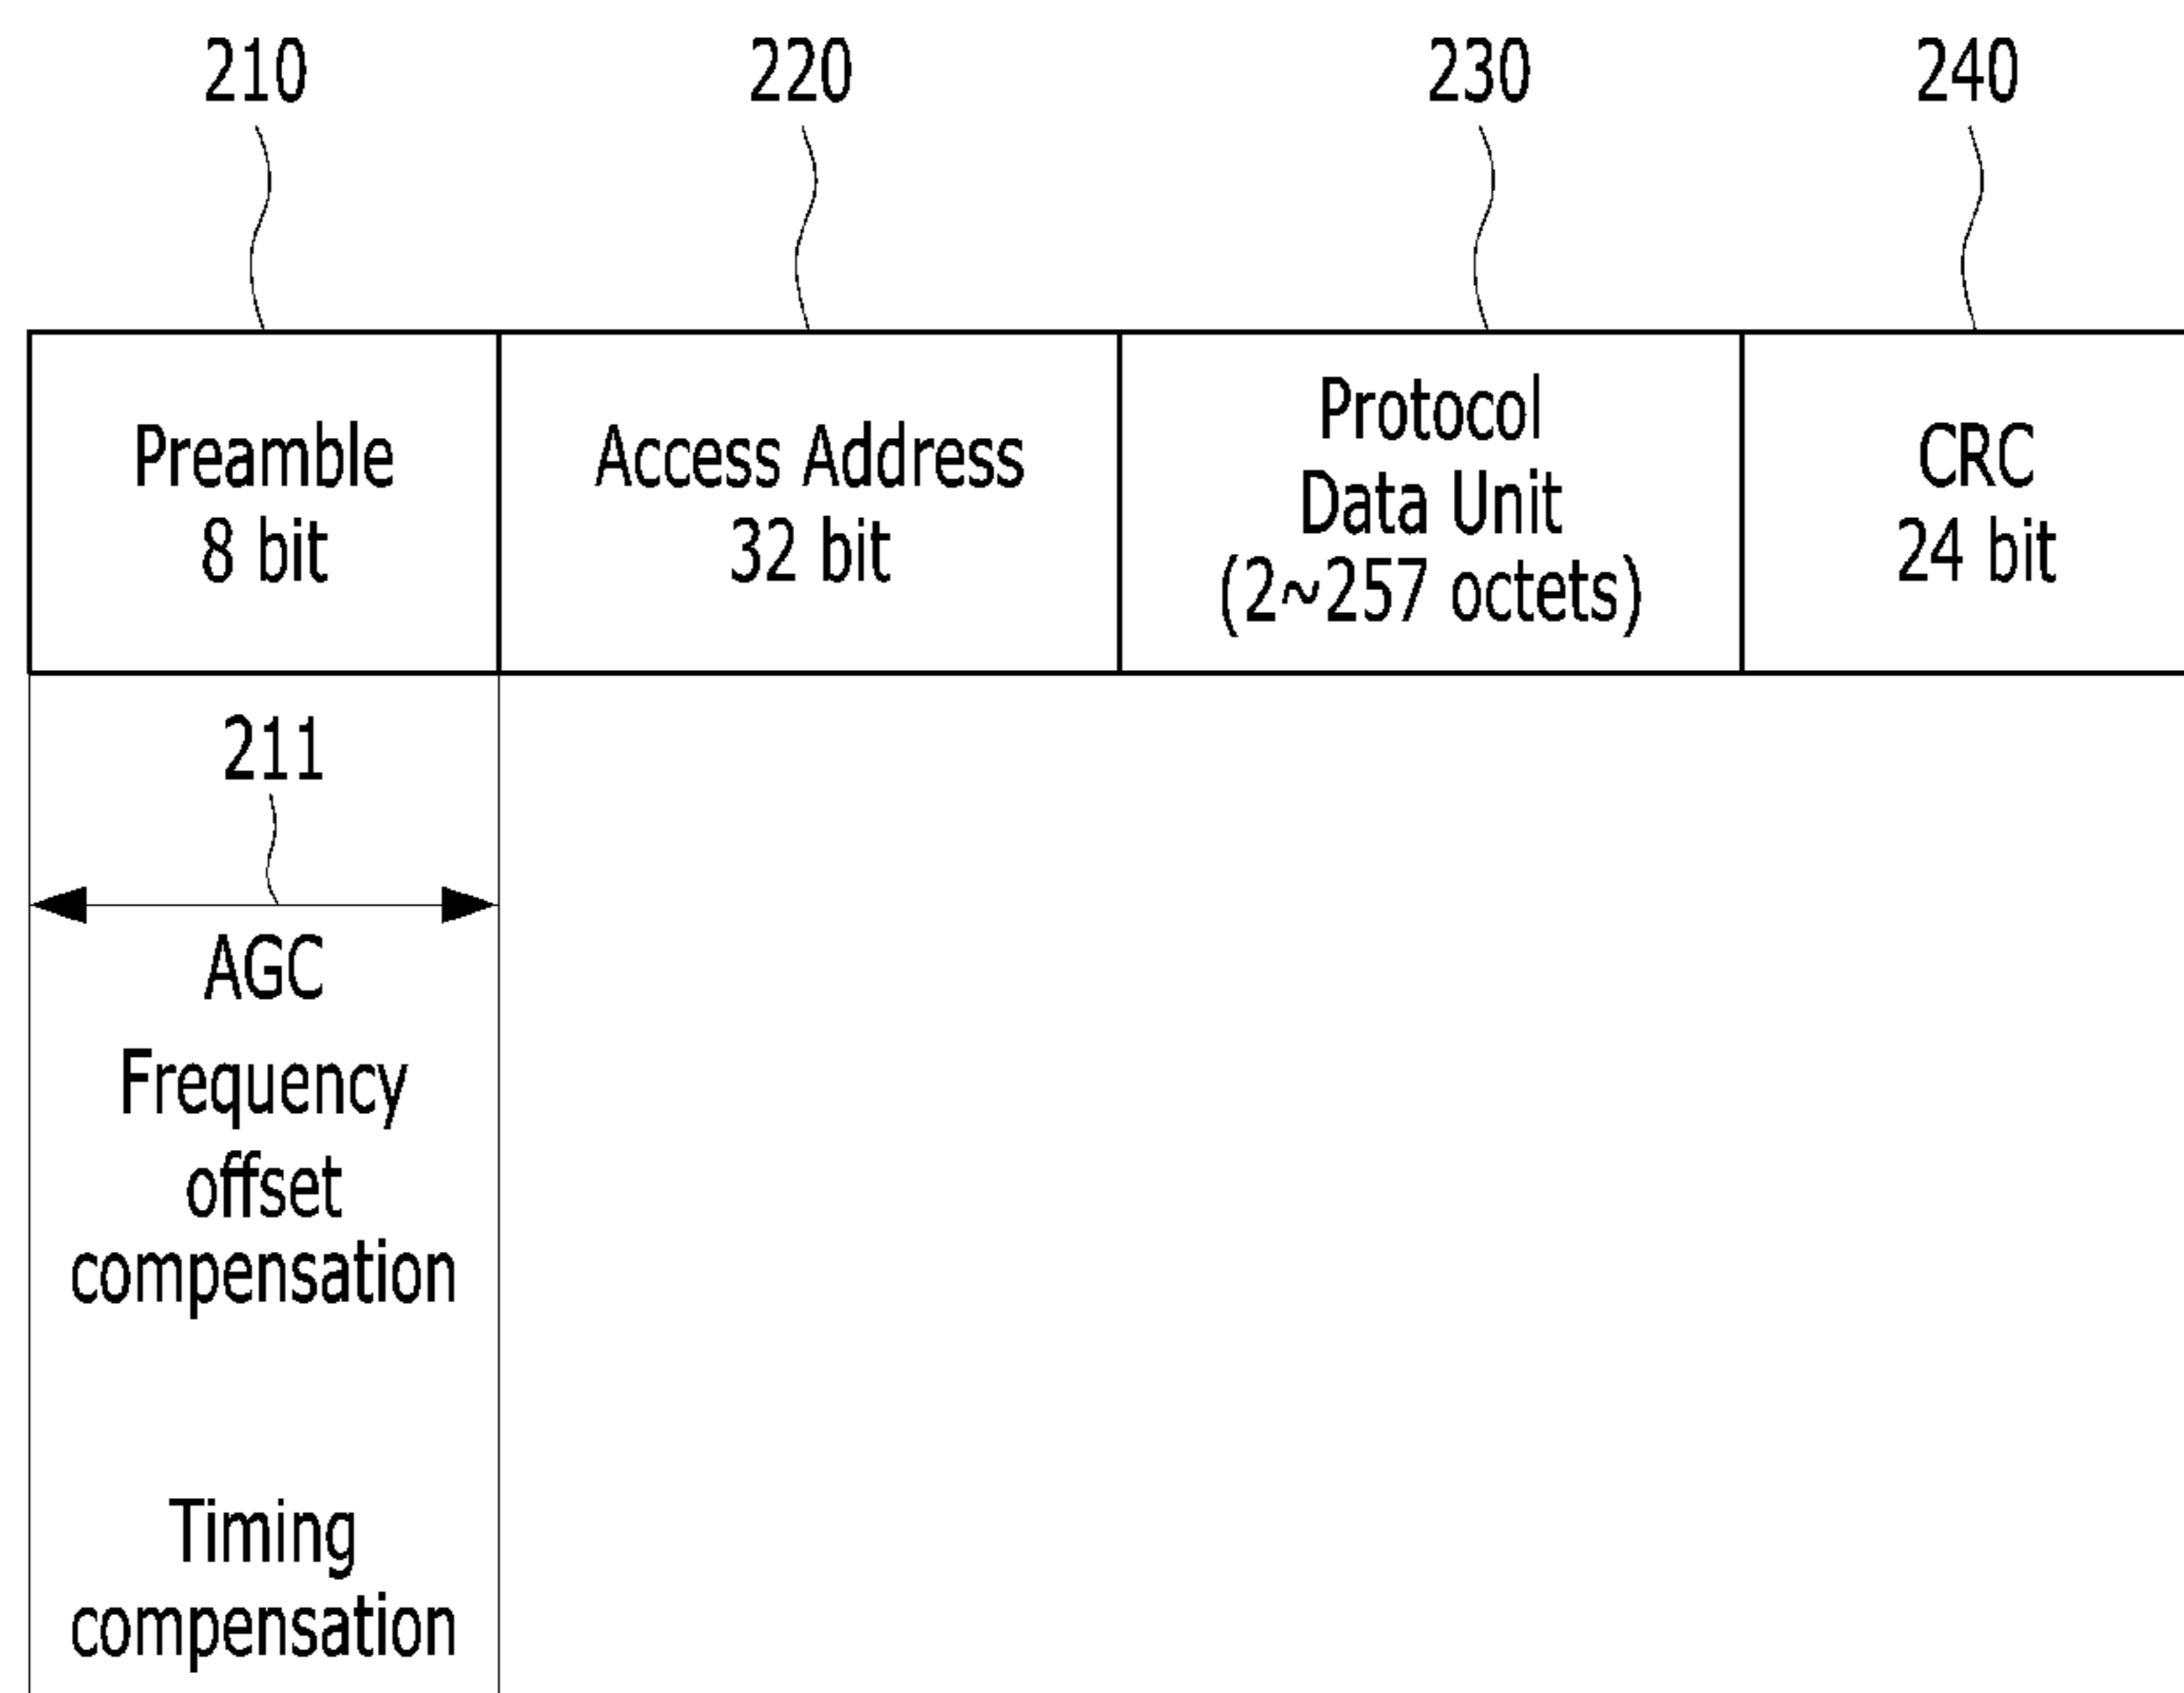 210
220
230
240
Preamble
8 bit
Access Address
32 bit
Protocol
Data Unit
(2~257 octets)
CRC
24 bit
211
AGC
Frequency
offset
compensation
Timing
compensation